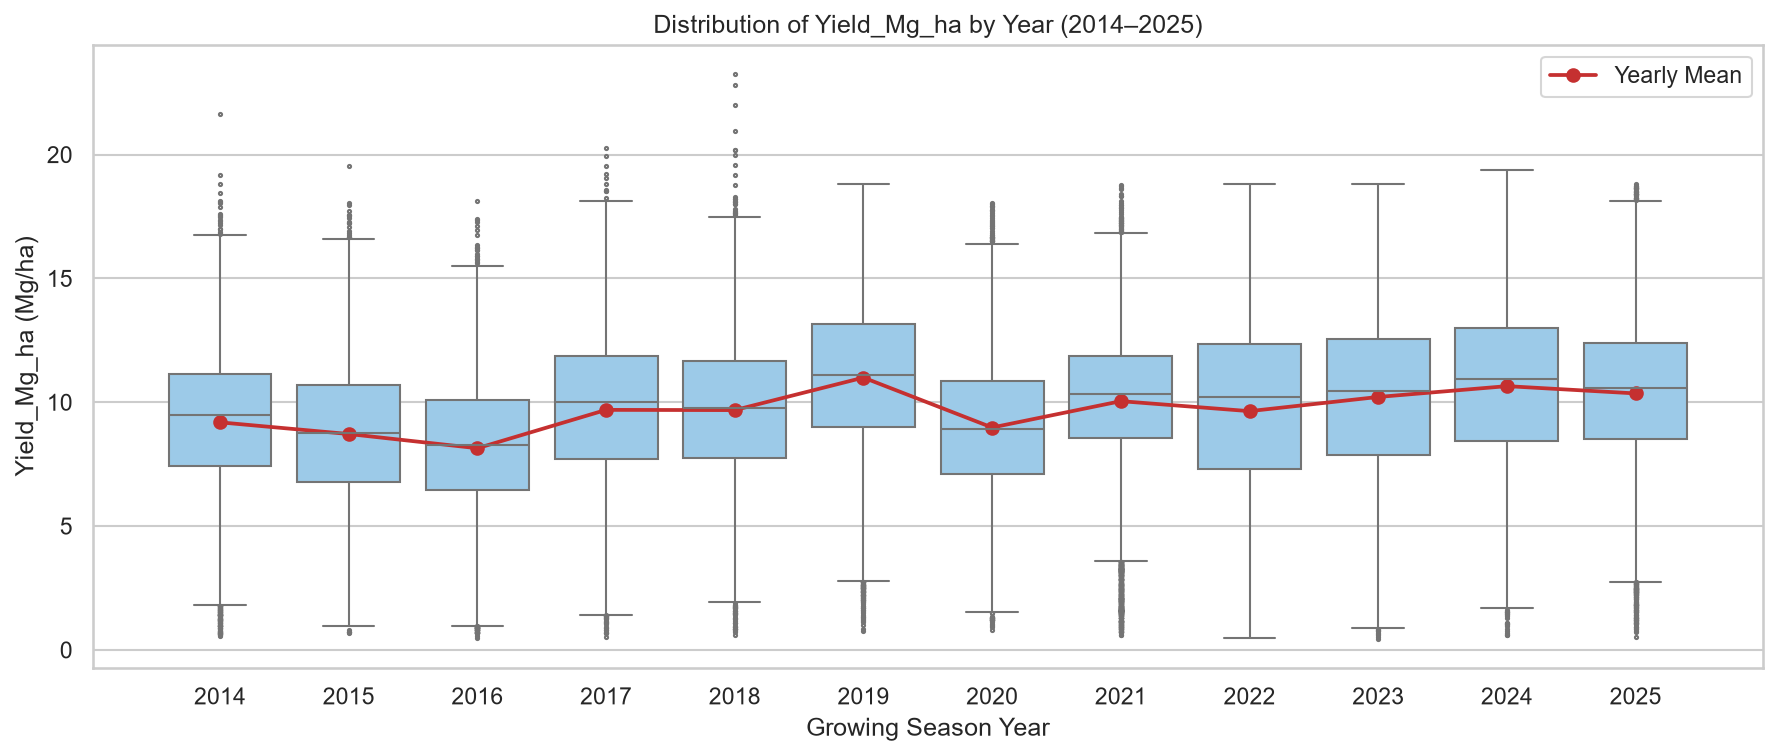 Distribution of Yield_Mg_ha by Year (2014–2025)
Yearly Mean
Yield_Mg_ha (Mg/ha)
20
15
10
5
0
2014 2015 2016 2017 2018 2019 2020 2021 2022 2023 2024 2025
Growing Season Year